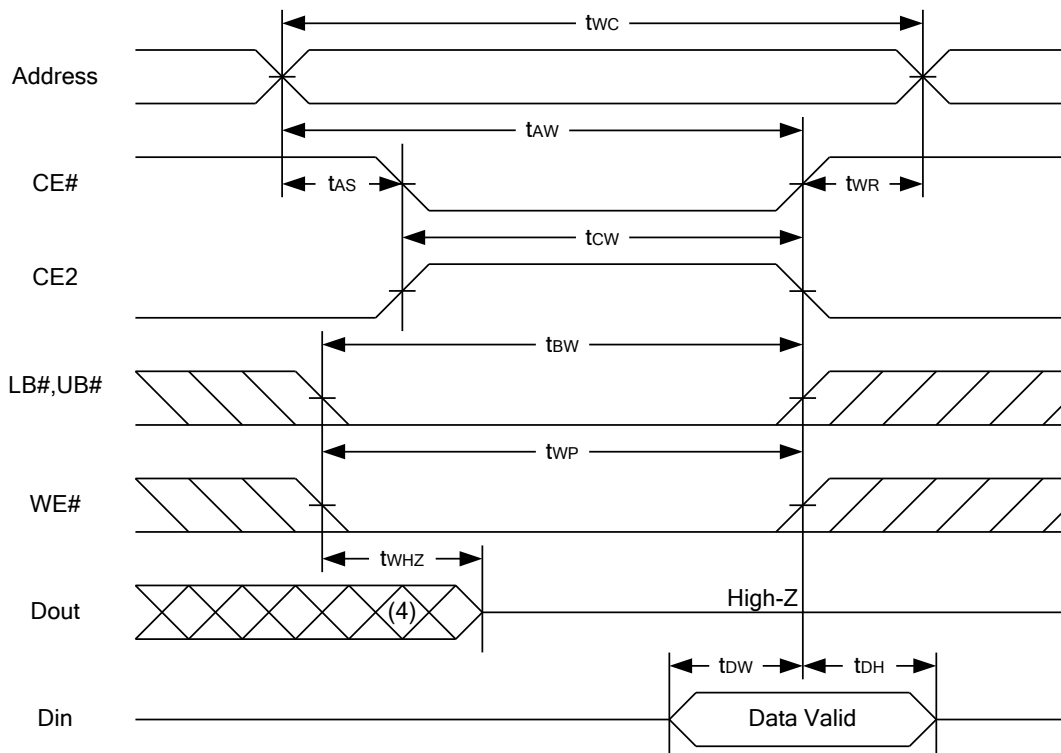 tWC
Address
tAW
CE#
tAS
tWR
tCW
CE2
tBW
LB#,UB#
tWP
WE#
tWHZ
Dout
(4)
High-Z
tDW
tDH
Din
Data Valid